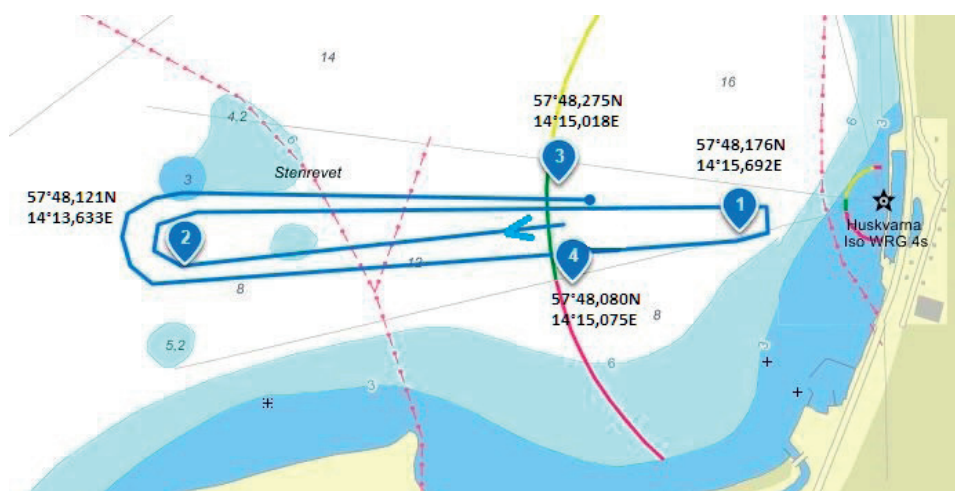 14
16
57°48,275N
14°15,018E
4.2
6
6
3
57°48,176N
14°15,692E
3
Stenrevet
3
57°48,121N
14°13,633E
1
Huskvarna
Iso WRG 4s
2
4
12
8
57°48,080N
14°15,075E
8
5.2
3
6
3